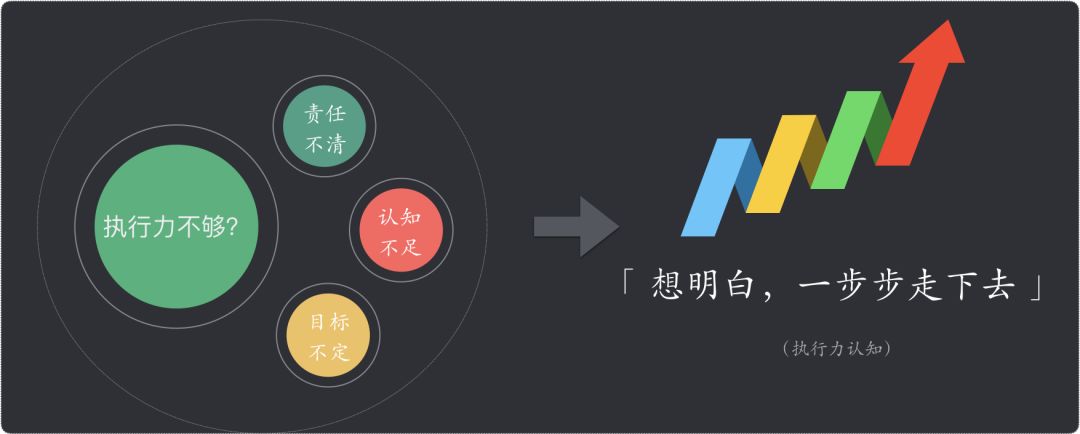 执行力不够?
责任
不清
认知
不足
目标
不定
「 想明白，一步步走下去 」
（执行力认知）